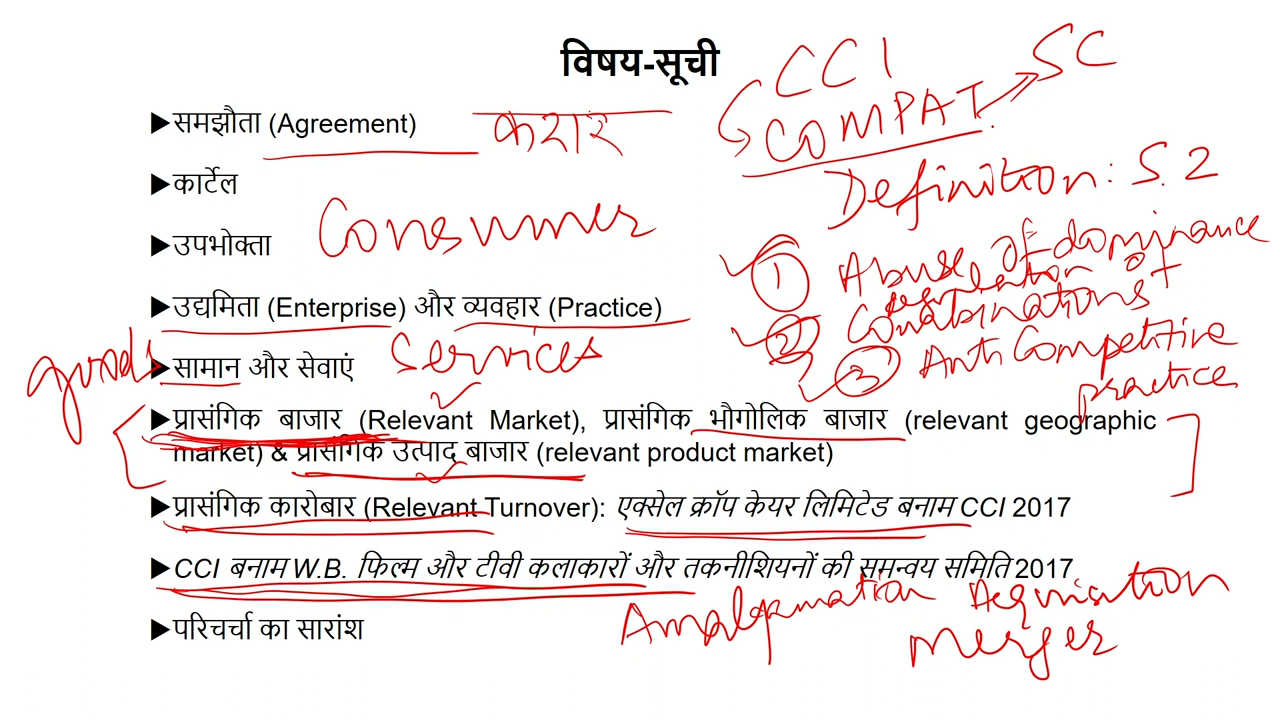 विषय-सूची
CCI
COMPAT
SC
Definition: S.2
▶समझौता (Agreement)
करार
▶कार्टेल
▶उपभोक्ता
Consumer
① Abuse of dominance
② regulation of
Combinations
③ Anti Competitive
practice
▶उद्यमिता (Enterprise) और व्यवहार (Practice)
goods
▶सामान और सेवाएं
Services
▶प्रासंगिक बाजार (Relevant Market), प्रासंगिक भौगोलिक बाजार (relevant geographic
market) & प्रासंगिक उत्पाद बाजार (relevant product market)
▶प्रासंगिक कारोबार (Relevant Turnover): एक्सेल क्रॉप केयर लिमिटेड बनाम CCI 2017
▶CCI बनाम W.B. फिल्म और टीवी कलाकारों और तकनीशियनों की समन्वय समिति 2017
Amalgamation Acquisition
merger
▶परिचर्चा का सारांश